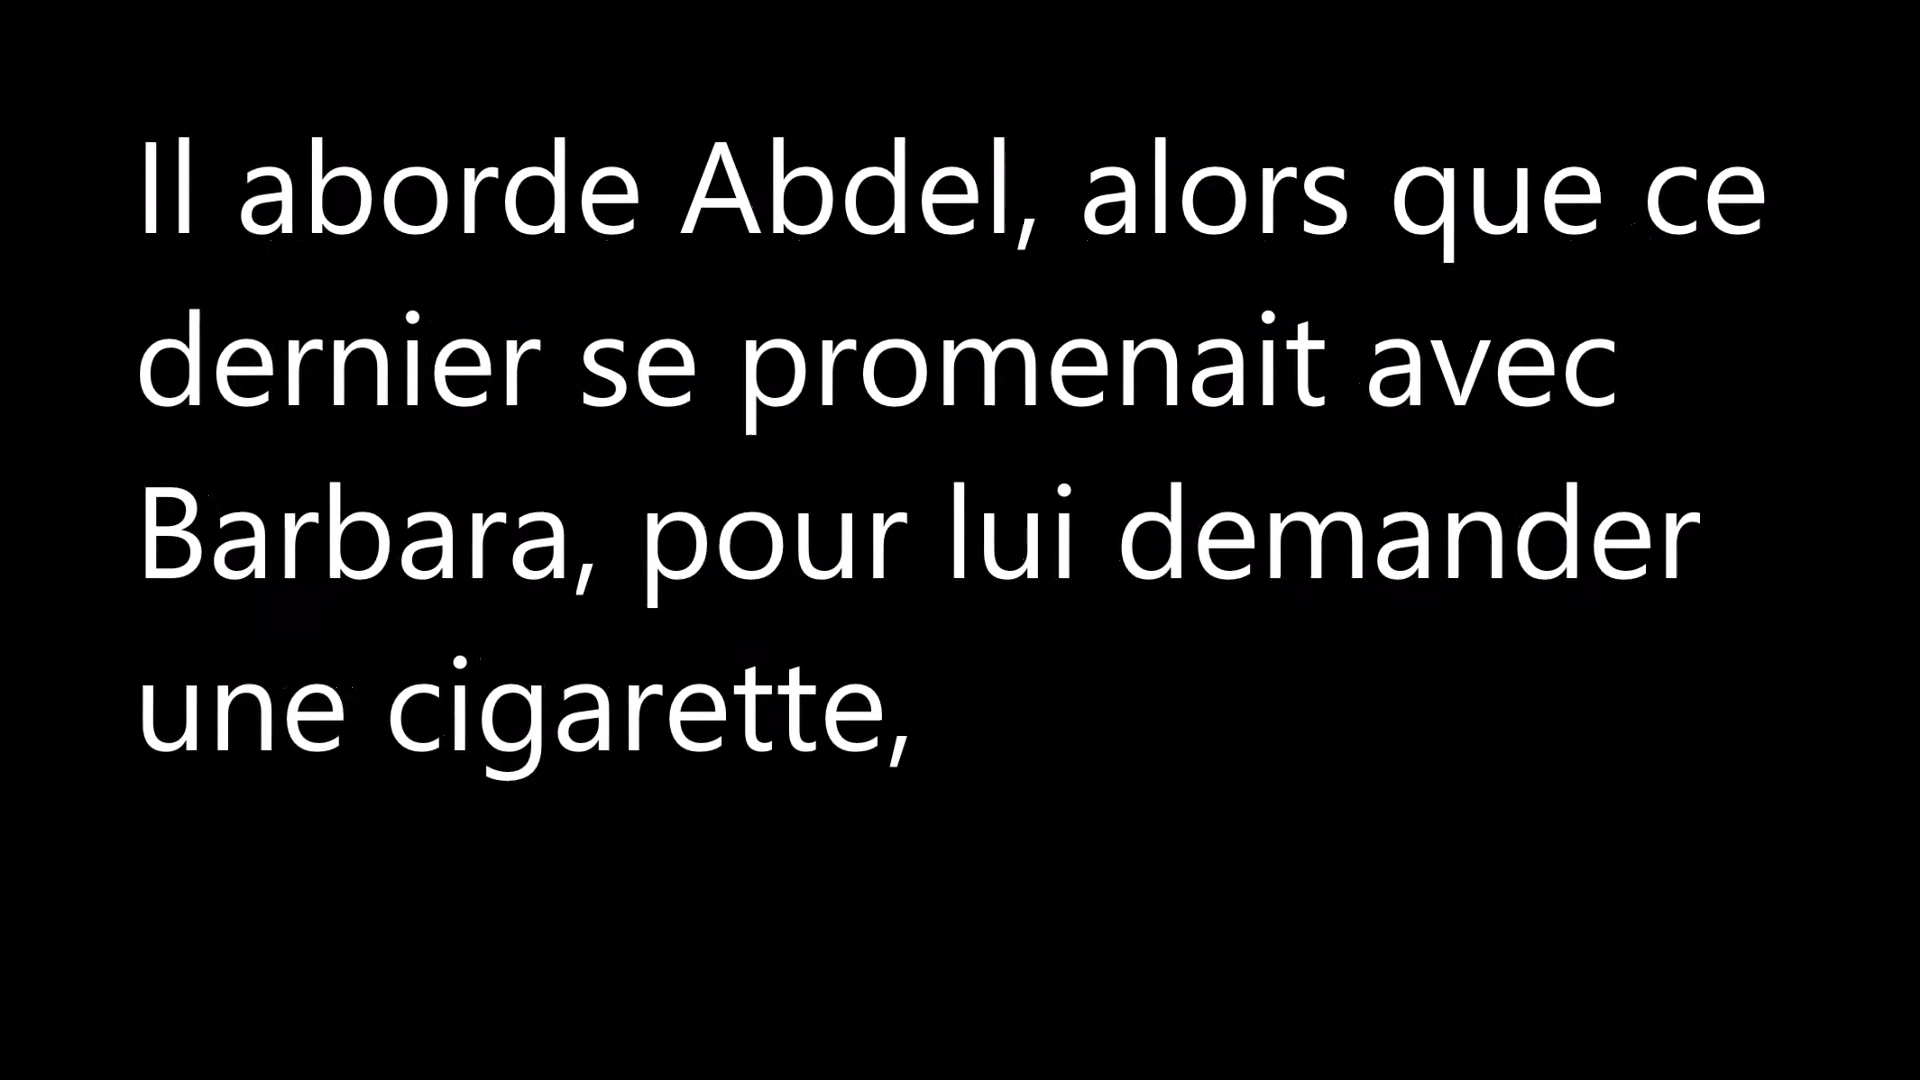 Il aborde Abdel, alors que ce
dernier se promenait avec
Barbara, pour lui demander
une cigarette,